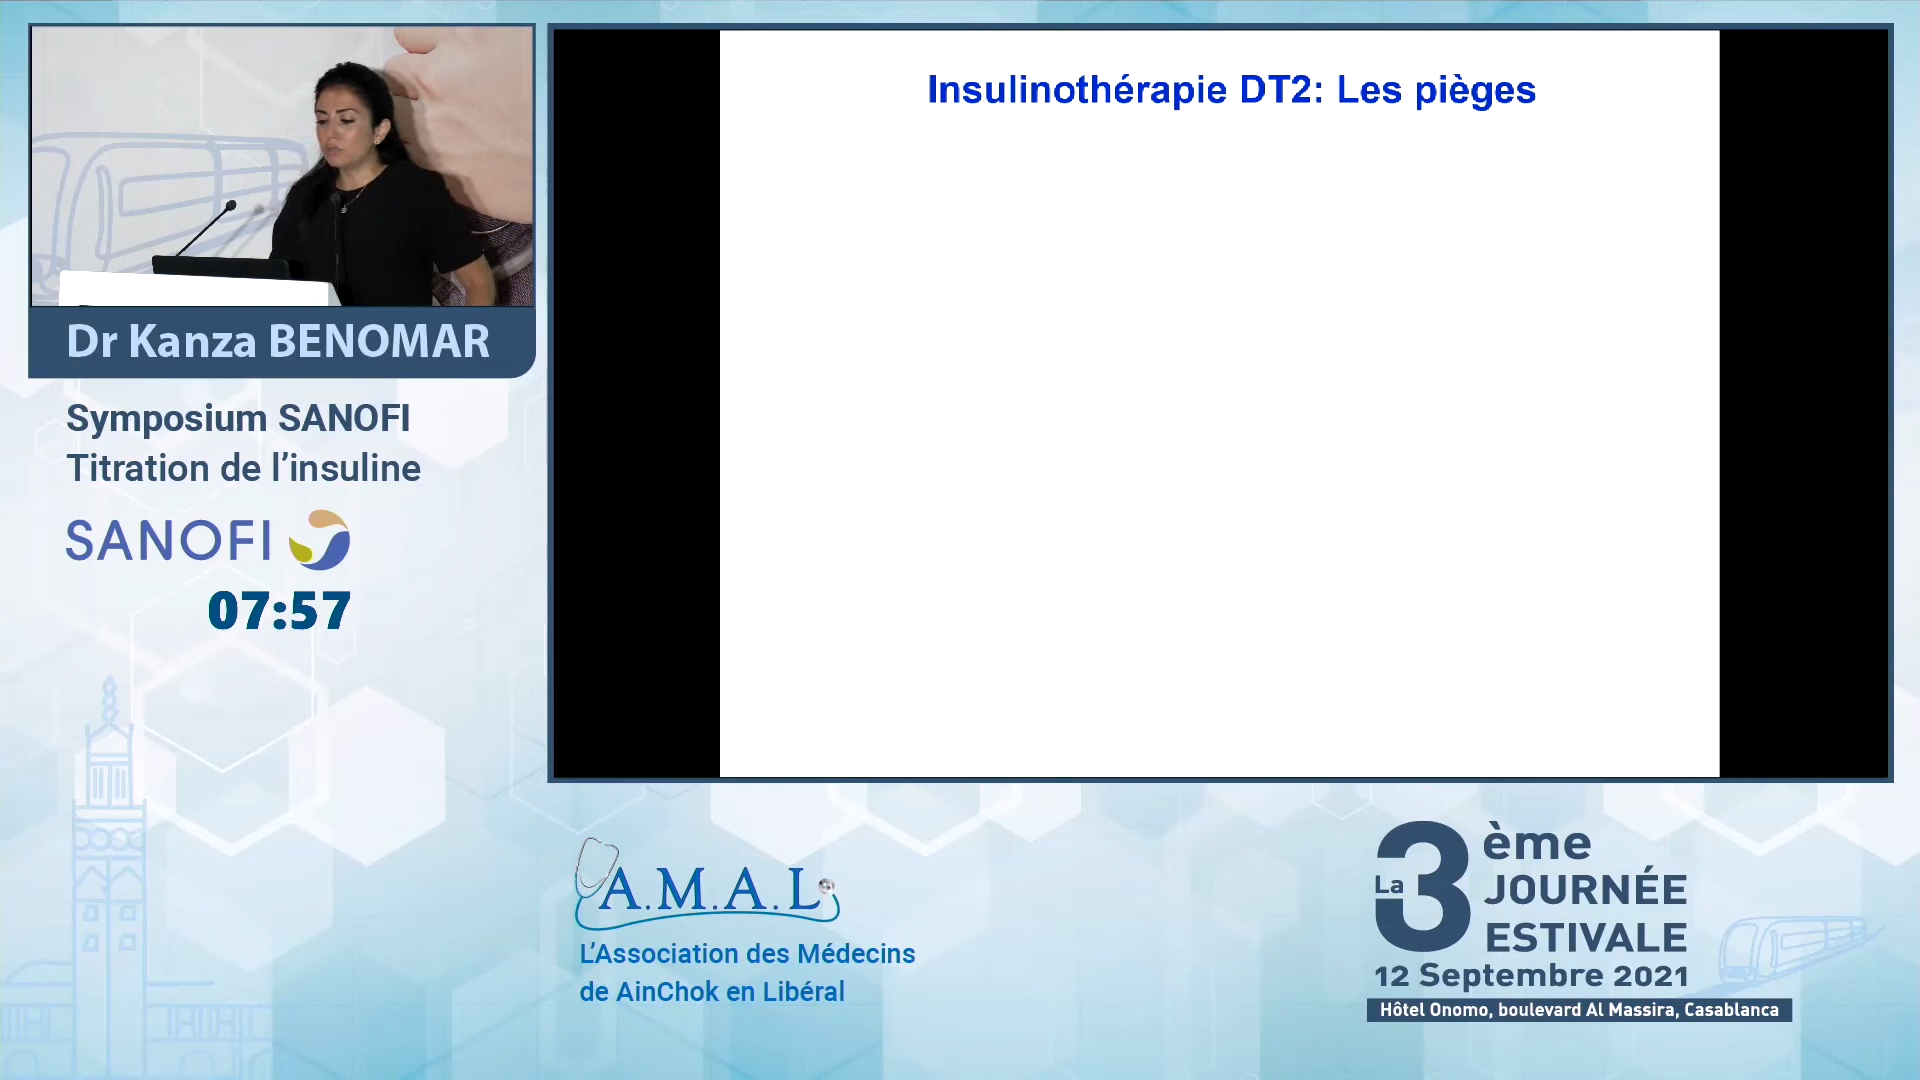 Dr Kanza BENOMAR
Symposium SANOFI
Titration de l’insuline
SANOFI
07:57
Insulinothérapie DT2: Les pièges
A.M.A.L
L’Association des Médecins
de AinChok en Libéral
La 3ème
JOURNÉE
ESTIVALE
12 Septembre 2021
Hôtel Onomo, boulevard Al Massira, Casablanca